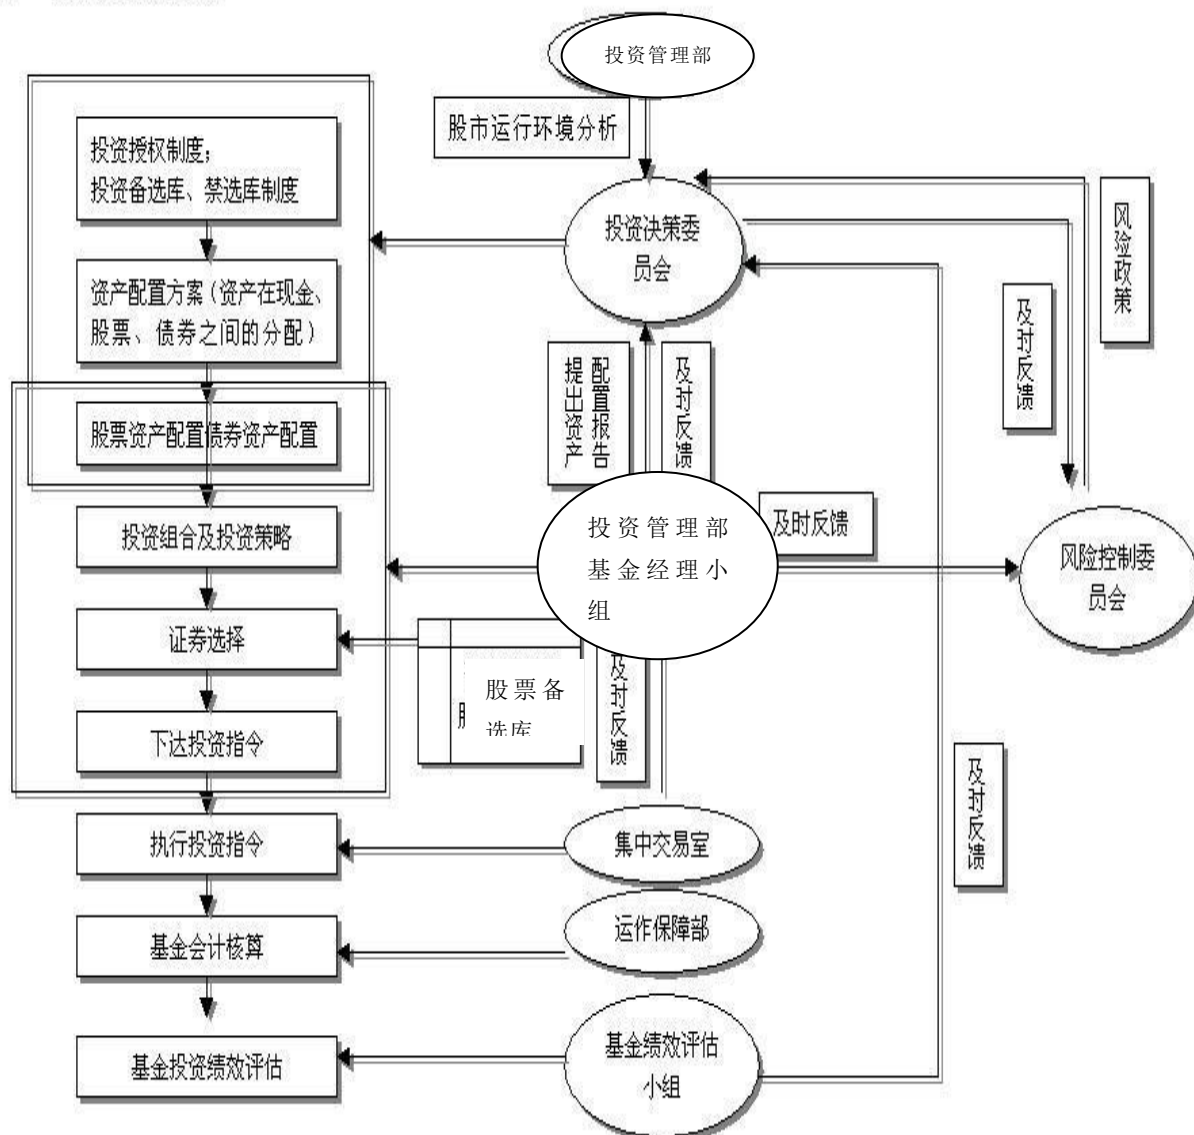 投资管理部
股市运行环境分析
投资授权制度；
投资备选库、禁选库制度
资产配置方案（资产在现金、
股票、债券之间的分配）
股票资产配置债券资产配置
投资组合及投资策略
证券选择
下达投资指令
执行投资指令
基金会计核算
基金投资绩效评估
投资决策委
员会
提出资产
配置报告
及时反馈
风险政策
及时反馈
投资管理部
基金经理小
组
及时反馈
风险控制委
员会
股票备
选库
及时反馈
集中交易室
运作保障部
基金绩效评估
小组
及时反馈